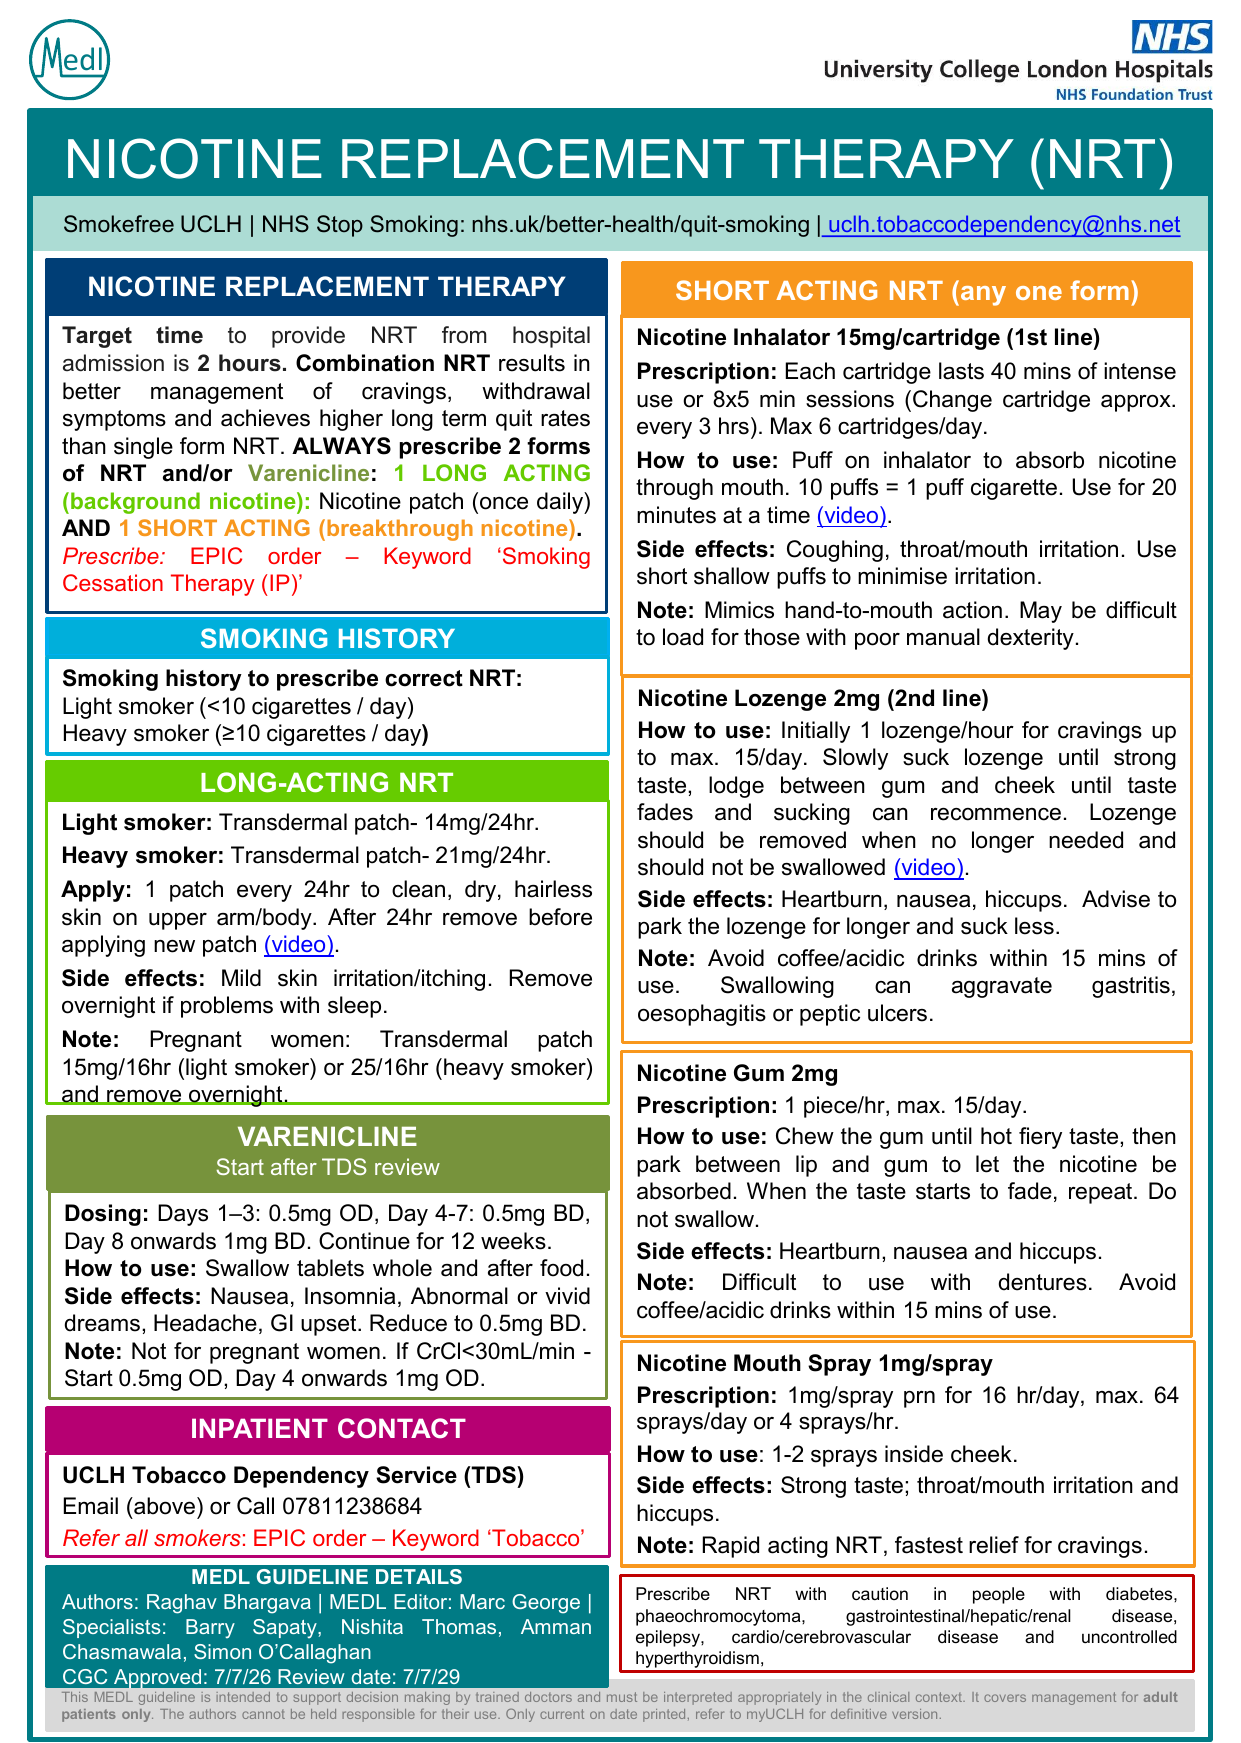 Medl
NHS
University College London Hospitals
NHS Foundation Trust
NICOTINE REPLACEMENT THERAPY (NRT)
Smokefree UCLH | NHS Stop Smoking: nhs.uk/better-health/quit-smoking | uclh.tobaccodependency@nhs.net
NICOTINE REPLACEMENT THERAPY
Target time to provide NRT from hospital
admission is 2 hours. Combination NRT results in
better management of cravings, withdrawal
symptoms and achieves higher long term quit rates
than single form NRT. ALWAYS prescribe 2 forms
of NRT and/or Varenicline: 1 LONG ACTING
(background nicotine): Nicotine patch (once daily)
AND 1 SHORT ACTING (breakthrough nicotine).
Prescribe: EPIC order – Keyword ‘Smoking
Cessation Therapy (IP)’
SMOKING HISTORY
Smoking history to prescribe correct NRT:
Light smoker (<10 cigarettes / day)
Heavy smoker (≥10 cigarettes / day)
LONG-ACTING NRT
Light smoker: Transdermal patch- 14mg/24hr.
Heavy smoker: Transdermal patch- 21mg/24hr.
Apply: 1 patch every 24hr to clean, dry, hairless
skin on upper arm/body. After 24hr remove before
applying new patch (video).
Side effects: Mild skin irritation/itching. Remove
overnight if problems with sleep.
Note: Pregnant women: Transdermal patch
15mg/16hr (light smoker) or 25/16hr (heavy smoker)
and remove overnight.
VARENICLINE
Start after TDS review
Dosing: Days 1–3: 0.5mg OD, Day 4-7: 0.5mg BD,
Day 8 onwards 1mg BD. Continue for 12 weeks.
How to use: Swallow tablets whole and after food.
Side effects: Nausea, Insomnia, Abnormal or vivid
dreams, Headache, GI upset. Reduce to 0.5mg BD.
Note: Not for pregnant women. If CrCl<30mL/min -
Start 0.5mg OD, Day 4 onwards 1mg OD.
INPATIENT CONTACT
UCLH Tobacco Dependency Service (TDS)
Email (above) or Call 07811238684
Refer all smokers: EPIC order – Keyword ‘Tobacco’
MEDL GUIDELINE DETAILS
Authors: Raghav Bhargava | MEDL Editor: Marc George |
Specialists: Barry Sapaty, Nishita Thomas, Amman
Chasmawala, Simon O’Callaghan
CGC Approved: 7/7/26 Review date: 7/7/29
SHORT ACTING NRT (any one form)
Nicotine Inhalator 15mg/cartridge (1st line)
Prescription: Each cartridge lasts 40 mins of intense
use or 8x5 min sessions (Change cartridge approx.
every 3 hrs). Max 6 cartridges/day.
How to use: Puff on inhalator to absorb nicotine
through mouth. 10 puffs = 1 puff cigarette. Use for 20
minutes at a time (video).
Side effects: Coughing, throat/mouth irritation. Use
short shallow puffs to minimise irritation.
Note: Mimics hand-to-mouth action. May be difficult
to load for those with poor manual dexterity.
Nicotine Lozenge 2mg (2nd line)
How to use: Initially 1 lozenge/hour for cravings up
to max. 15/day. Slowly suck lozenge until strong
taste, lodge between gum and cheek until taste
fades and sucking can recommence. Lozenge
should be removed when no longer needed and
should not be swallowed (video).
Side effects: Heartburn, nausea, hiccups. Advise to
park the lozenge for longer and suck less.
Note: Avoid coffee/acidic drinks within 15 mins of
use. Swallowing can aggravate gastritis,
oesophagitis or peptic ulcers.
Nicotine Gum 2mg
Prescription: 1 piece/hr, max. 15/day.
How to use: Chew the gum until hot fiery taste, then
park between lip and gum to let the nicotine be
absorbed. When the taste starts to fade, repeat. Do
not swallow.
Side effects: Heartburn, nausea and hiccups.
Note: Difficult to use with dentures. Avoid
coffee/acidic drinks within 15 mins of use.
Nicotine Mouth Spray 1mg/spray
Prescription: 1mg/spray prn for 16 hr/day, max. 64
sprays/day or 4 sprays/hr.
How to use: 1-2 sprays inside cheek.
Side effects: Strong taste; throat/mouth irritation and
hiccups.
Note: Rapid acting NRT, fastest relief for cravings.
Prescribe NRT with caution in people with diabetes,
phaeochromocytoma, gastrointestinal/hepatic/renal disease,
epilepsy, cardio/cerebrovascular disease and uncontrolled
hyperthyroidism,
This MEDL guideline is intended to support decision making by trained doctors and must be interpreted appropriately in the clinical context. It covers management for adult
patients only. The authors cannot be held responsible for their use. Only current on date printed, refer to myUCLH for definitive version.